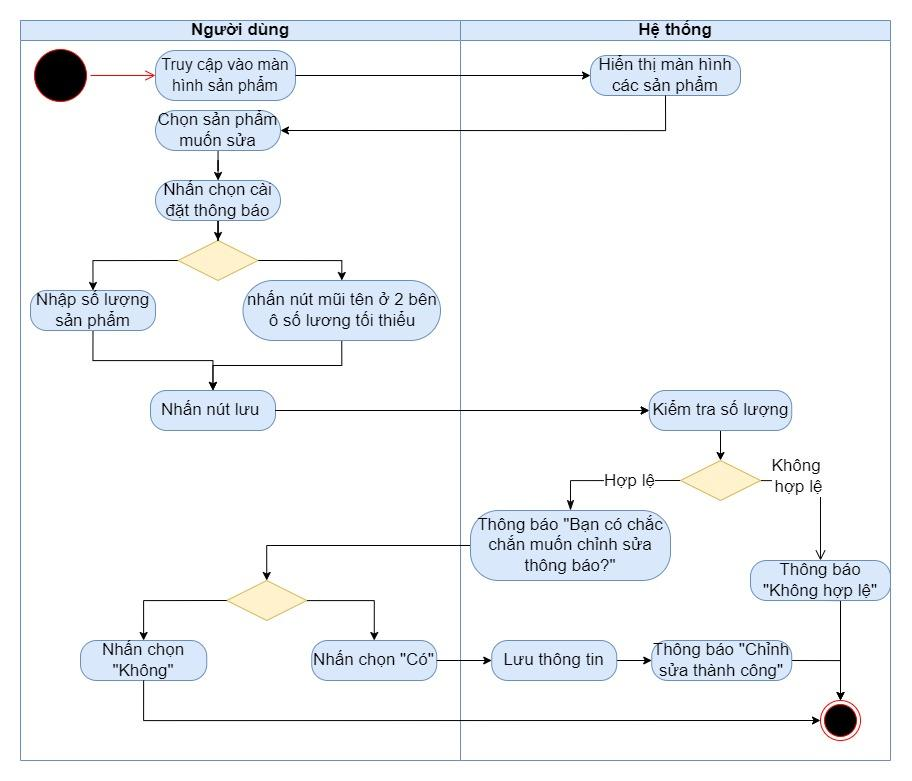 Người dùng
Hệ thống
Truy cập vào màn
hình sản phẩm
Hiển thị màn hình
các sản phẩm
Chọn sản phẩm
muốn sửa
Nhấn chọn cài
đặt thông báo
Nhập số lượng
sản phẩm
nhấn nút mũi tên ở 2 bên
ô số lương tối thiểu
Nhấn nút lưu
Kiểm tra số lượng
Hợp lệ
Không
hợp lệ
Thông báo "Bạn có chắc
chắn muốn chỉnh sửa
thông báo?"
Thông báo
"Không hợp lệ"
Nhấn chọn
"Không"
Nhấn chọn "Có"
Lưu thông tin
Thông báo "Chỉnh
sửa thành công"